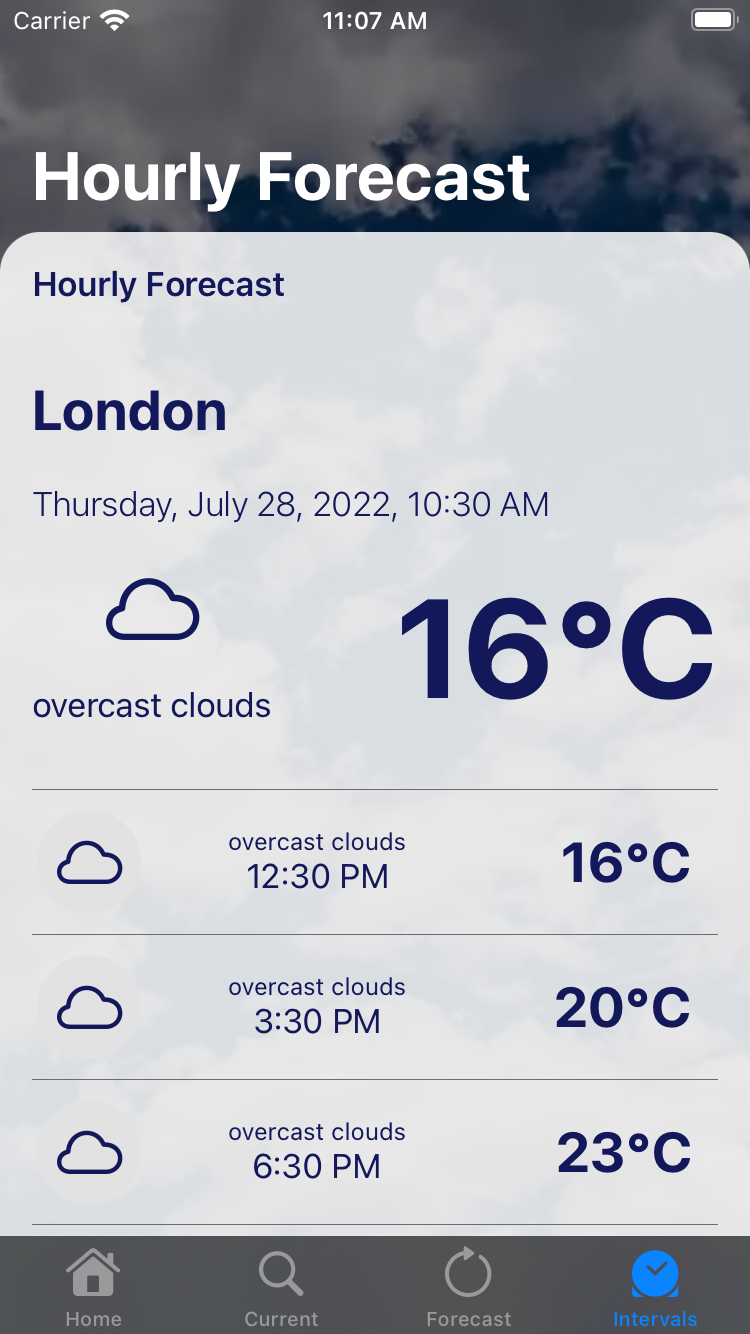 Carrier 11:07 AM
Hourly Forecast
Hourly Forecast
London
Thursday, July 28, 2022, 10:30 AM
16°C
overcast clouds
overcast clouds
12:30 PM
16°C
overcast clouds
3:30 PM
20°C
overcast clouds
6:30 PM
23°C
Home Current Forecast Intervals